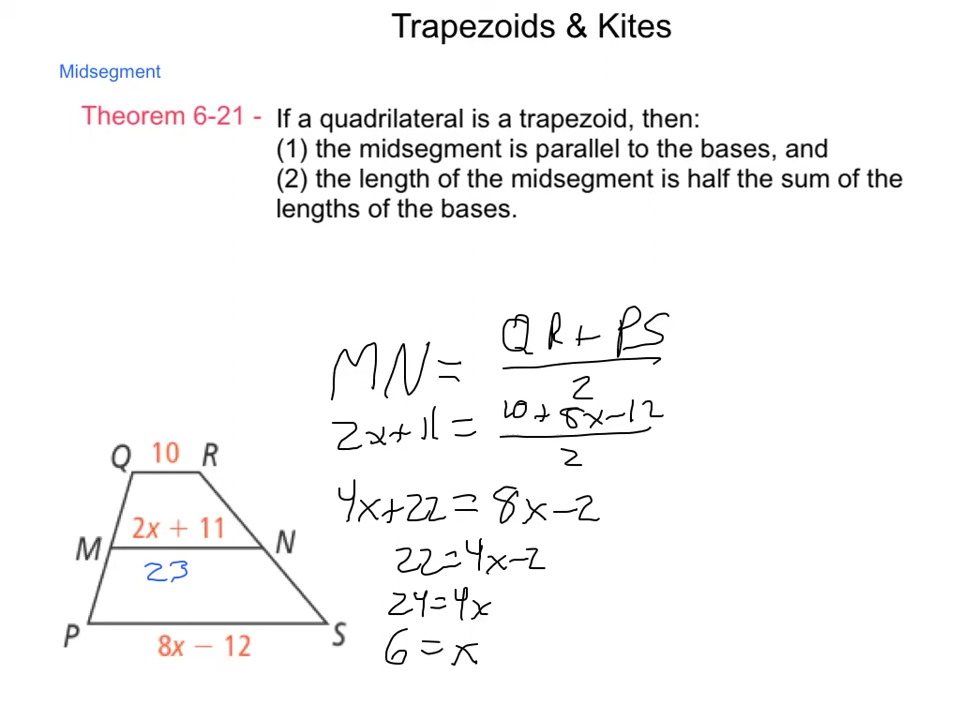 Trapezoids & Kites
Midsegment
Theorem 6-21 - If a quadrilateral is a trapezoid, then:
(1) the midsegment is parallel to the bases, and
(2) the length of the midsegment is half the sum of the
lengths of the bases.
MN = QR + PS
2
2x + 11 = 10 + 8x - 12
2
4x + 22 = 8x - 2
22 = 4x - 2
24 = 4x
6 = x
Q 10 R
2x + 11
M N
23
P S
8x − 12